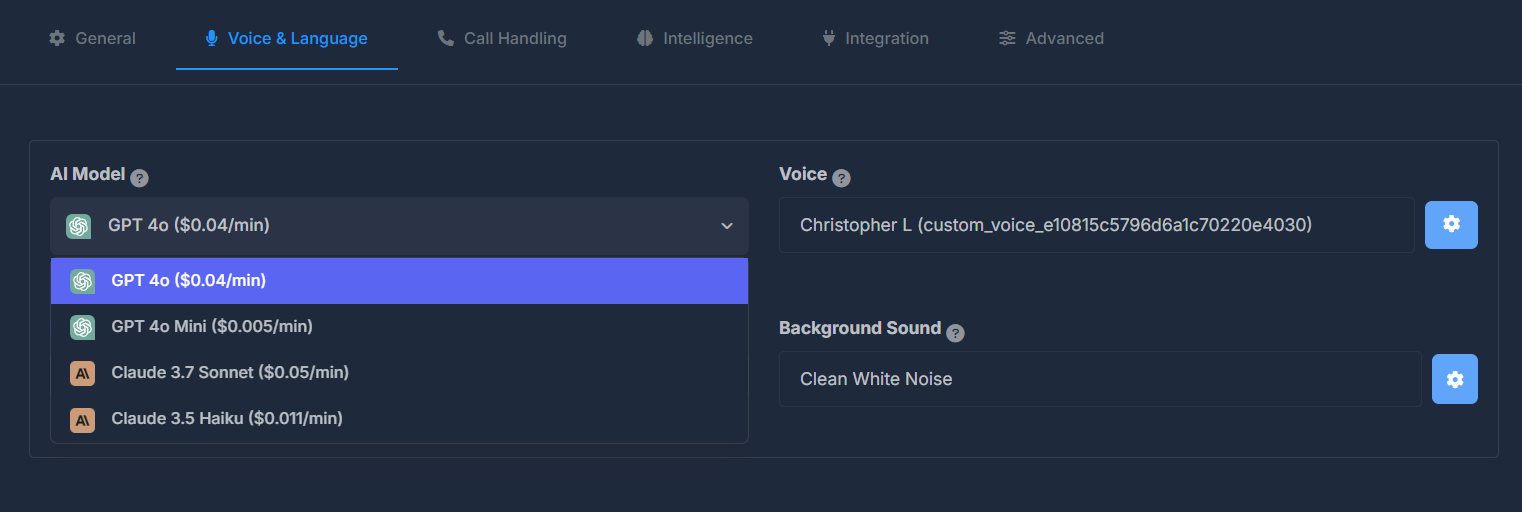 General
Voice & Language
Call Handling
Intelligence
Integration
Advanced
AI Model ?
GPT 4o ($0.04/min)
GPT 4o ($0.04/min)
GPT 4o Mini ($0.005/min)
Claude 3.7 Sonnet ($0.05/min)
Claude 3.5 Haiku ($0.011/min)
Voice ?
Christopher L (custom_voice_e10815c5796d6a1c70220e4030)
Background Sound ?
Clean White Noise